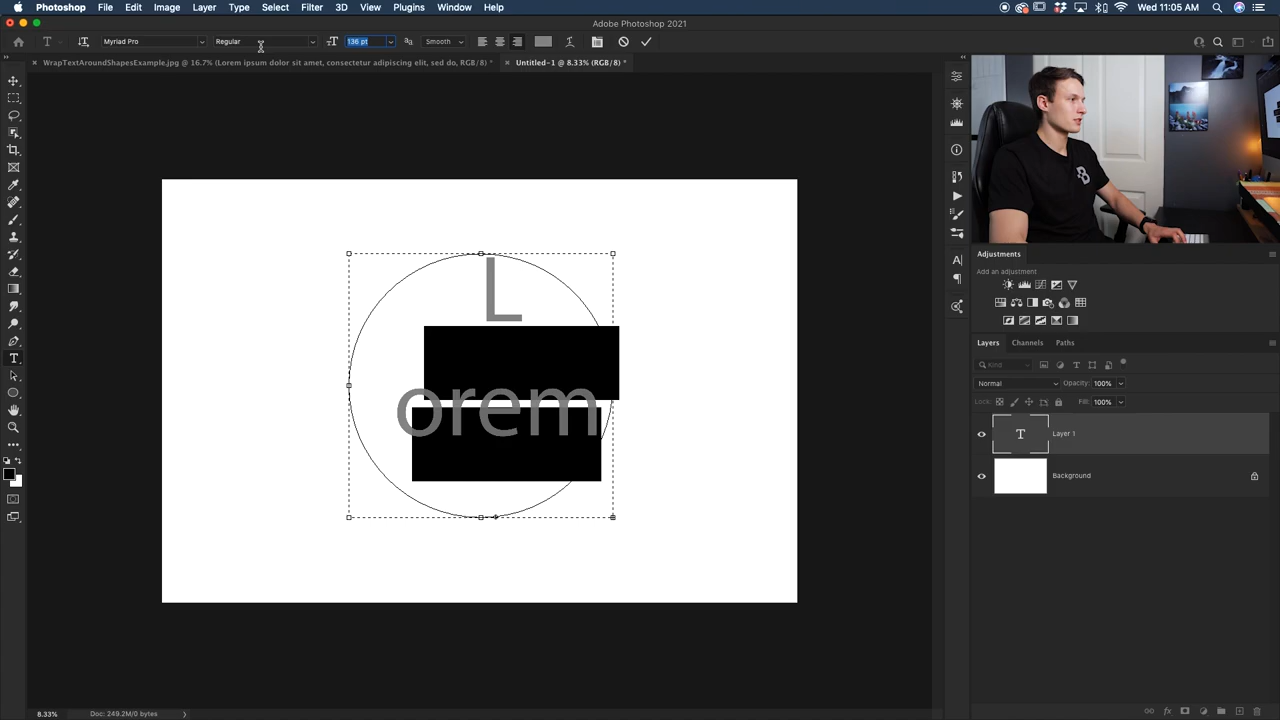 Photoshop File Edit Image Layer Type Select Filter 3D View Plugins Window Help
Wed 11:05 AM
Adobe Photoshop 2021
Myriad Pro Regular 136 pt Smooth
WrapTextAroundShapesExample.jpg @ 16.7% (Lorem ipsum dolor sit amet, consectetur adipiscing elit, sed do, RGB/8) *
Untitled-1 @ 8.33% (RGB/8) *
L
orem
Adjustments
Add an adjustment
Layers Channels Paths
Kind
Normal Opacity: 100%
Lock: Fill: 100%
T Layer 1
Background
8.33% Doc: 249.2M/0 bytes